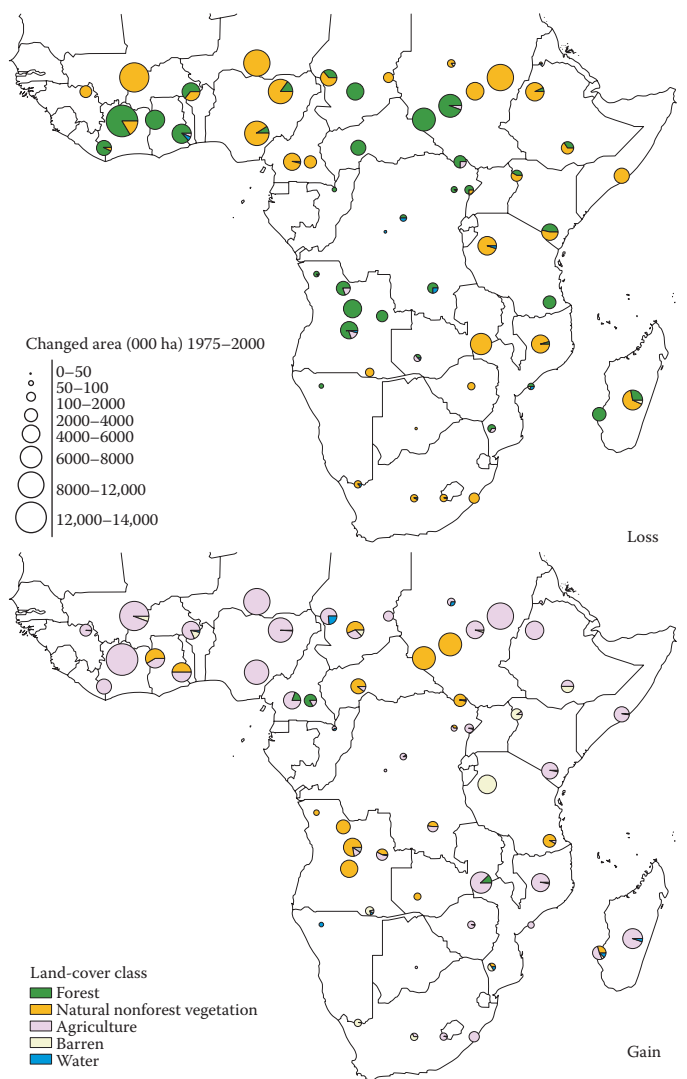 Changed area (000 ha) 1975–2000
0–50
50–100
100–2000
2000–4000
4000–6000
6000–8000
8000–12,000
12,000–14,000
Loss
Land-cover class
Forest
Natural nonforest vegetation
Agriculture
Barren
Water
Gain